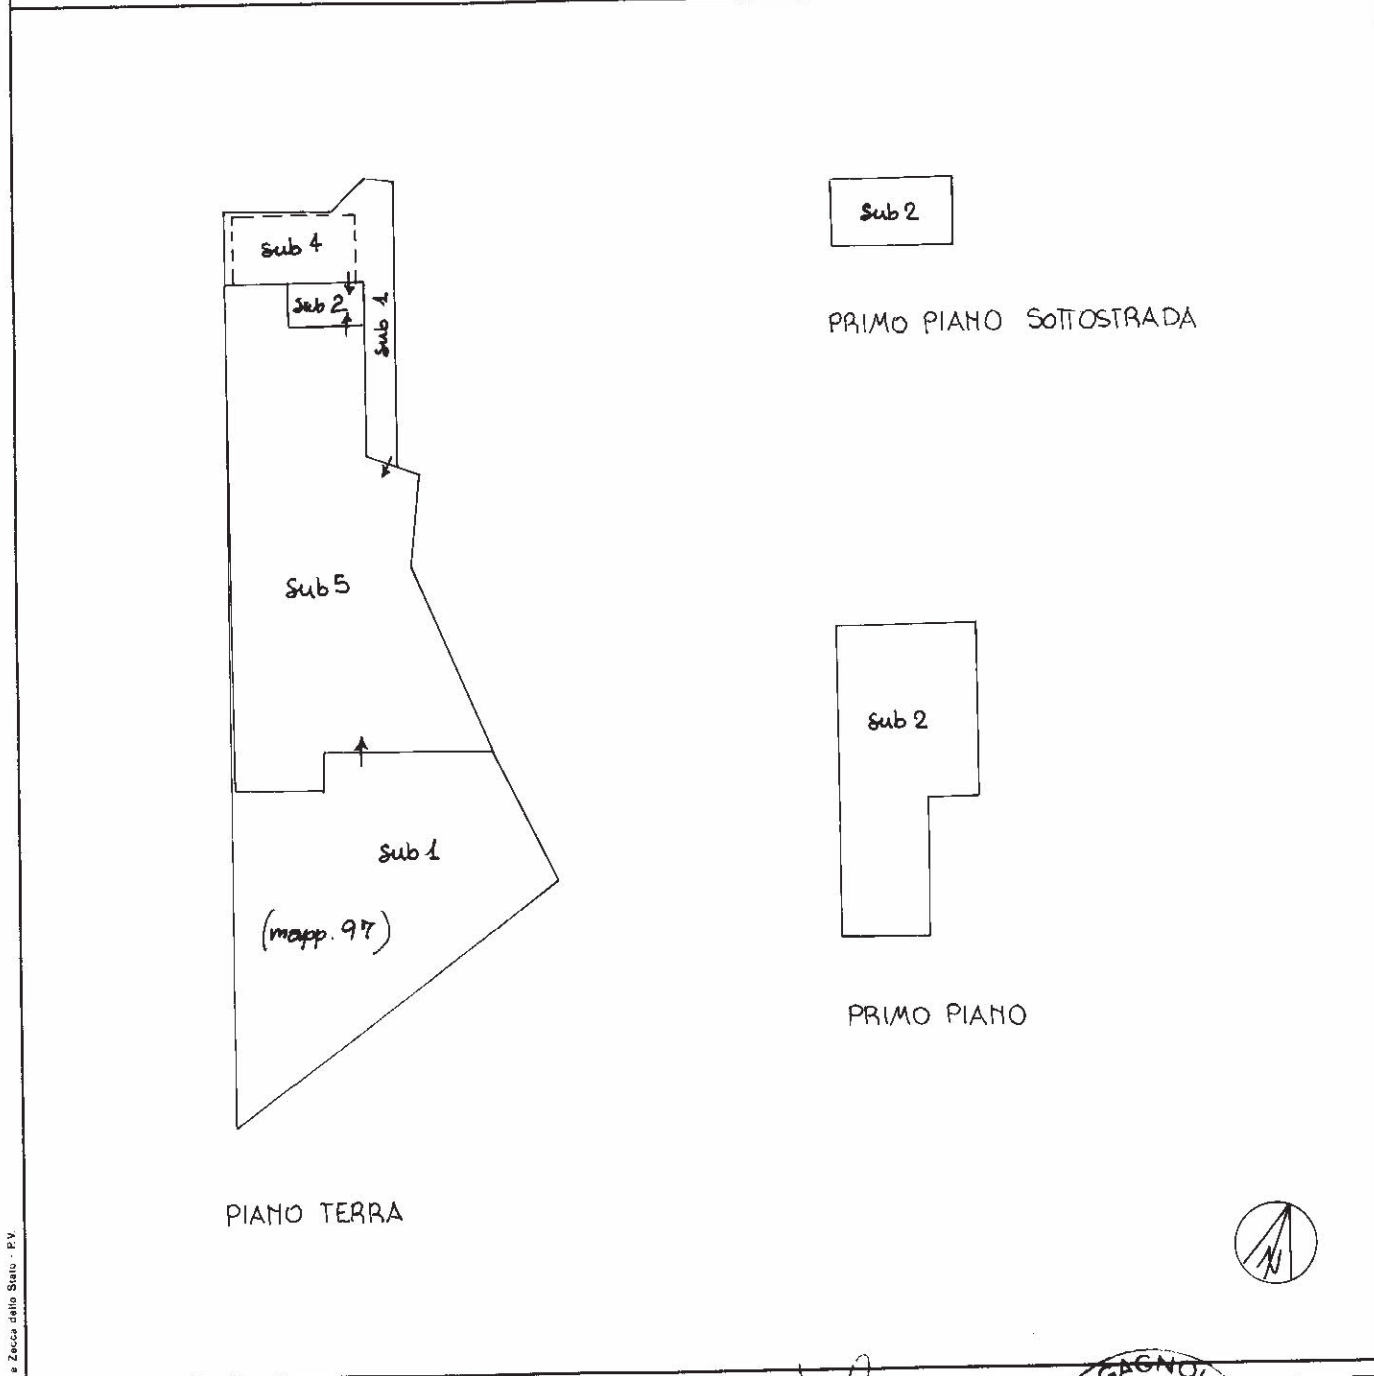 sub 4
sub 2
sub 1
sub 5
sub 1
(mapp. 97)
PIANO TERRA
sub 2
PRIMO PIANO SOTTOSTRADA
sub 2
PRIMO PIANO
N
e Zecca dello Stato - P.V.
GAGNO